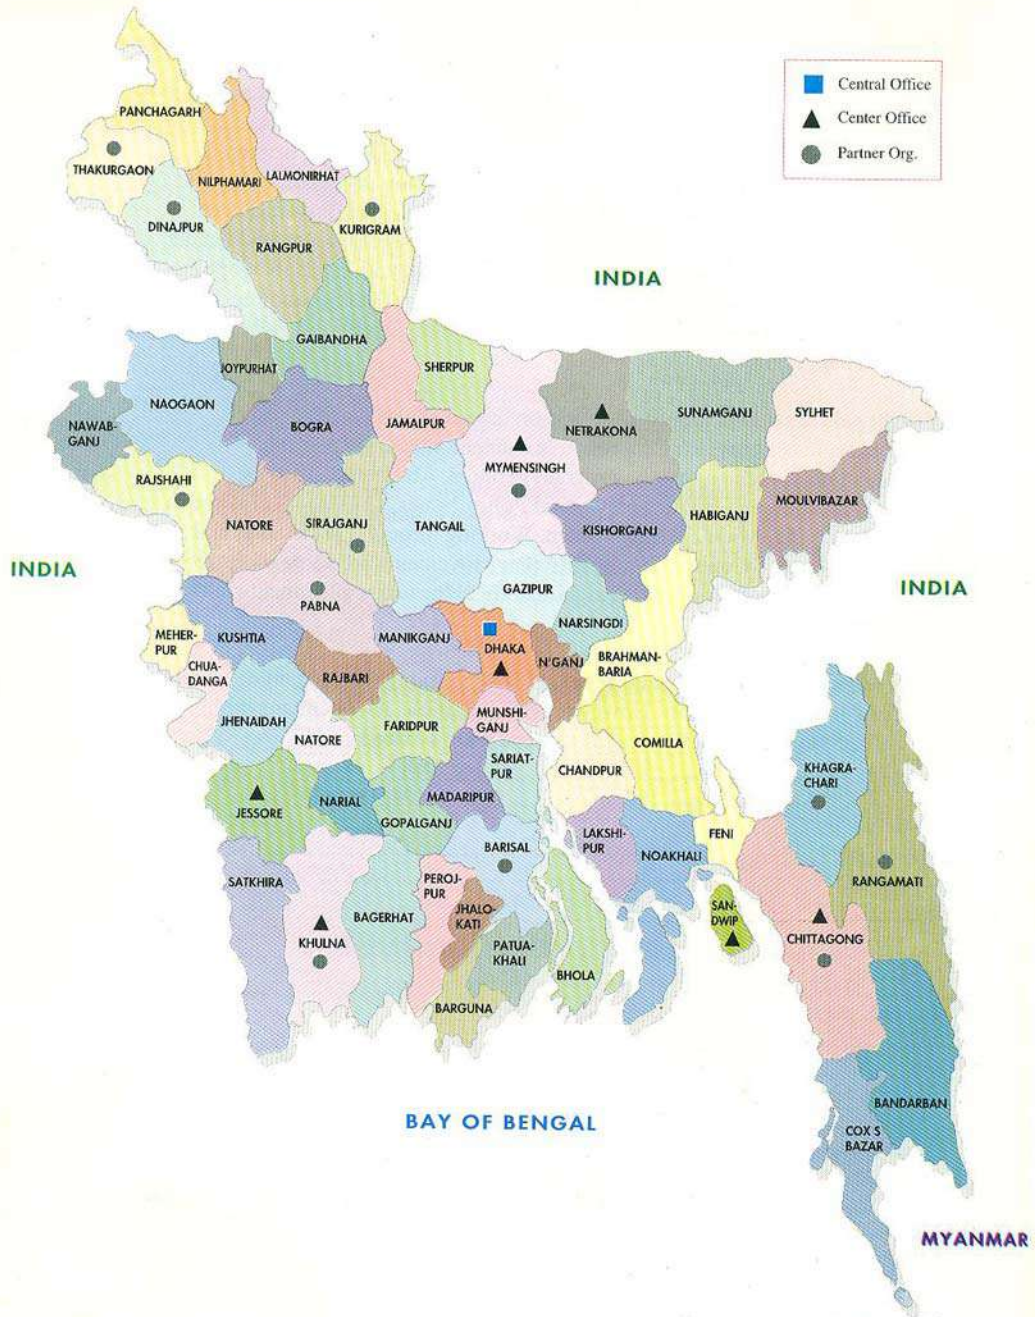 Central Office
Center Office
Partner Org.
PANCHAGARH
THAKURGAON
NILPHAMARI
LALMONIRHAT
DINAJPUR
KURIGRAM
RANGPUR
INDIA
GAIBANDHA
JOYPURHAT
SHERPUR
NAOGAON
NAWAB-
GANJ
BOGRA
JAMALPUR
NETRAKONA
SUNAMGANJ
SYLHET
MYMENSINGH
RAJSHAHI
NATORE
SIRAJGANJ
TANGAIL
KISHORGANJ
HABIGANJ
MOULVIBAZAR
INDIA
INDIA
GAZIPUR
PABNA
NARSINGDI
MEHER-
PUR
KUSHTIA
MANIKGANJ
DHAKA
N'GANJ
BRAHMAN-
BARIA
CHUA-
DANGA
RAJBARI
JHENAIDAH
NATORE
FARIDPUR
MUNSHI-
GANJ
COMILLA
SARIAT-
PUR
CHANDPUR
KHAGRA-
CHARI
JESSORE
NARIAL
MADARIPUR
GOPALGANJ
LAKSHI-
PUR
NOAKHALI
FENI
BARISAL
SATKHIRA
PEROJ-
PUR
RANGAMATI
BAGERHAT
JHALO-
KATI
SAN-
DWIP
KHULNA
PATUA-
KHALI
CHITTAGONG
BHOLA
BARGUNA
BAY OF BENGAL
BANDARBAN
COX S
BAZAR
MYANMAR